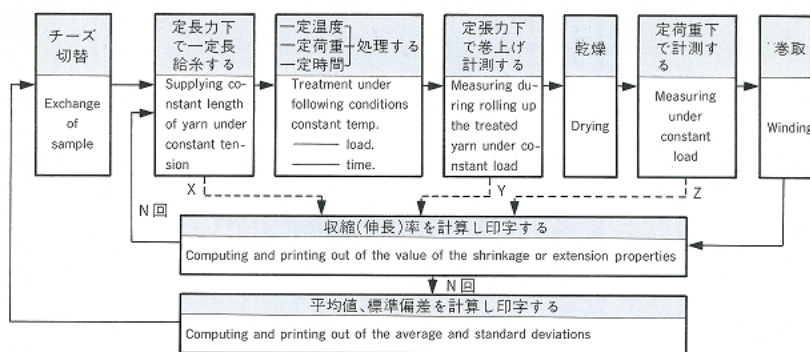 チーズ
切替
Exchange
of
sample
定長力下
で一定長
給糸する
Supplying co-
nstant length
of yarn under
constant ten-
sion
一定温度
一定荷重 処理する
一定時間
Treatment under
following conditions
constant temp.
load.
time.
定張力下
で巻上げ
計測する
Measuring du-
ring rolling up
the treated
yarn under co-
nstant load
乾燥
Drying
定荷重下
で計測す
る
Measuring
under
constant
load
巻取
Winding
X
Y
Z
N回
収縮(伸長)率を計算し印字する
Computing and printing out of the value of the shrinkage or extension properties
N回
平均値、標準偏差を計算し印字する
Computing and printing out of the average and standard deviations